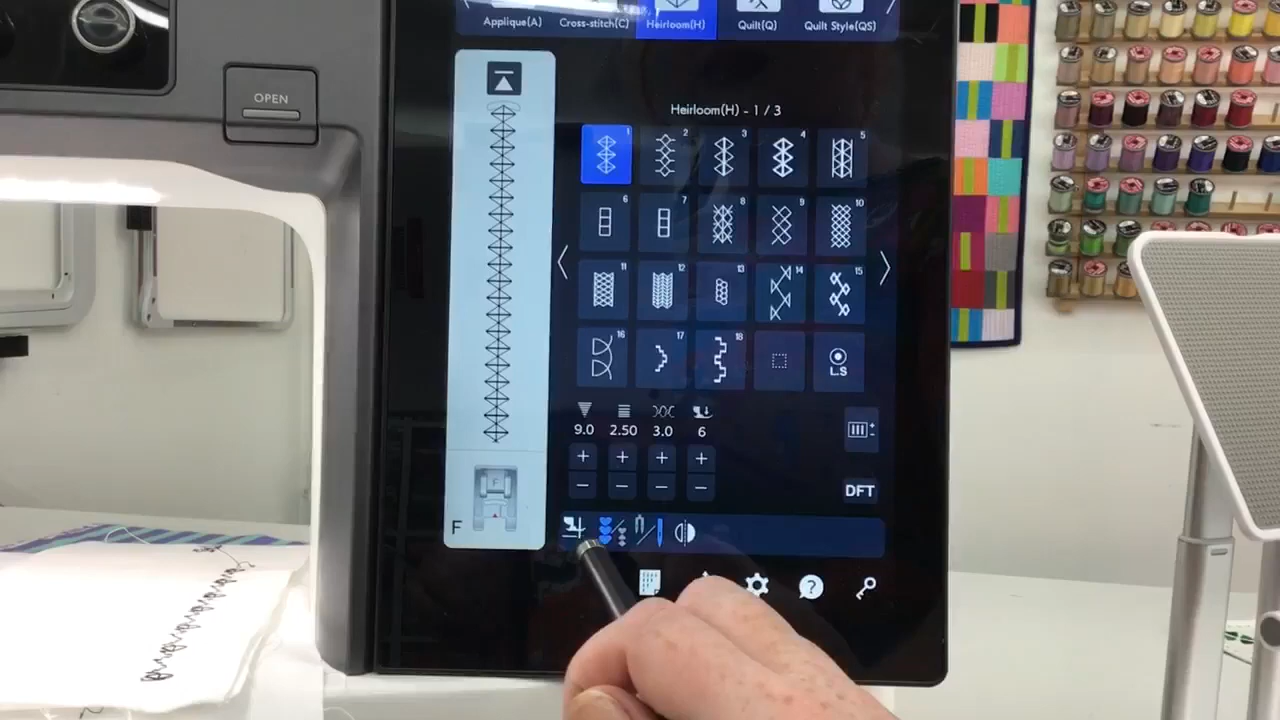 Applique(A) Cross-stitch(C) Heirloom(H) Quilt(Q) Quilt Style(QS)
OPEN
Heirloom(H) - 1 / 3
1 2 3 4 5
6 7 8 9 10
11 12 13 14 15
16 17 18 L.S
9.0 2.50 3.0 6
+ + + +
− − − −
DFT
F F
?